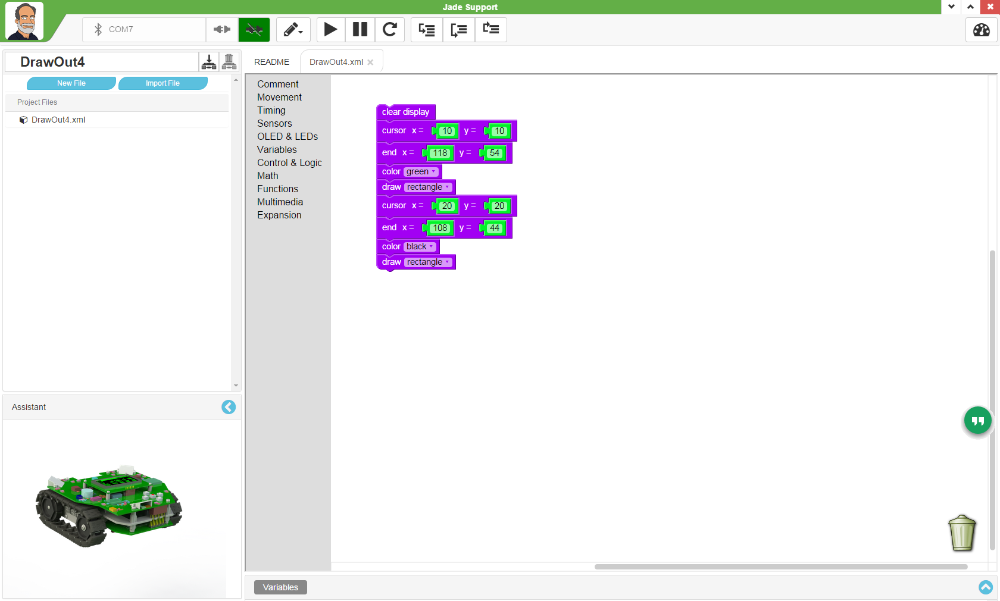 Jade Support
COM7
DrawOut4
New File
Import File
Project Files
DrawOut4.xml
Assistant
README
DrawOut4.xml
Comment
Movement
Timing
Sensors
OLED & LEDs
Variables
Control & Logic
Math
Functions
Multimedia
Expansion
clear display
cursor x = 10 y = 10
end x = 118 y = 54
color green
draw rectangle
cursor x = 20 y = 20
end x = 108 y = 44
color black
draw rectangle
Variables